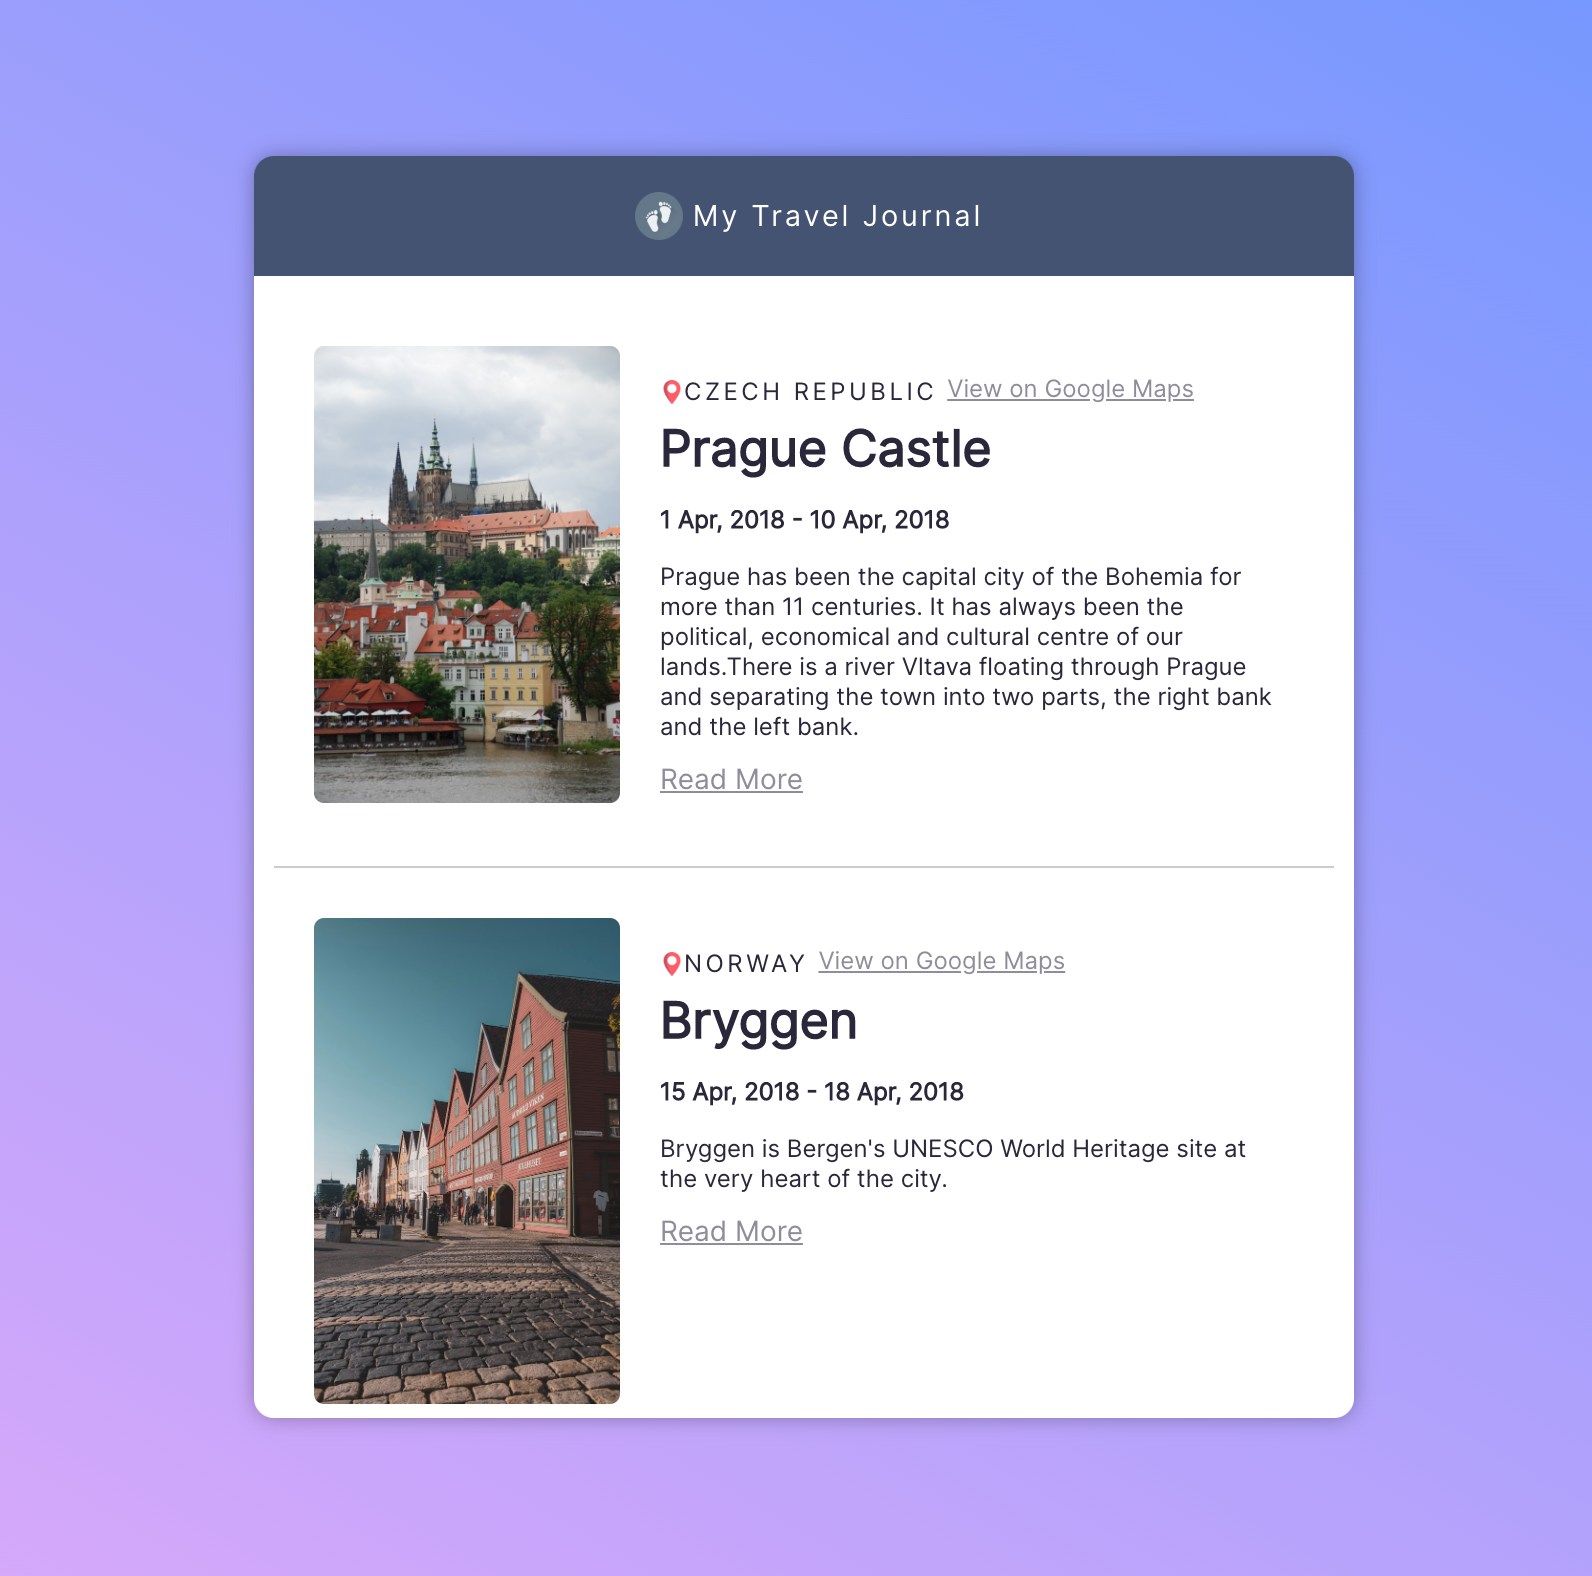 My Travel Journal
CZECH REPUBLIC View on Google Maps
Prague Castle
1 Apr, 2018 - 10 Apr, 2018
Prague has been the capital city of the Bohemia for
more than 11 centuries. It has always been the
political, economical and cultural centre of our
lands.There is a river Vltava floating through Prague
and separating the town into two parts, the right bank
and the left bank.
Read More
NORWAY View on Google Maps
Bryggen
15 Apr, 2018 - 18 Apr, 2018
Bryggen is Bergen's UNESCO World Heritage site at
the very heart of the city.
Read More